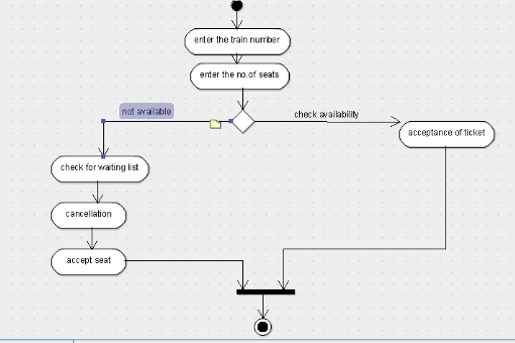 enter the train number
enter the no.of seats
not available
check availability
acceptance of ticket
check for waiting list
cancellation
accept seat